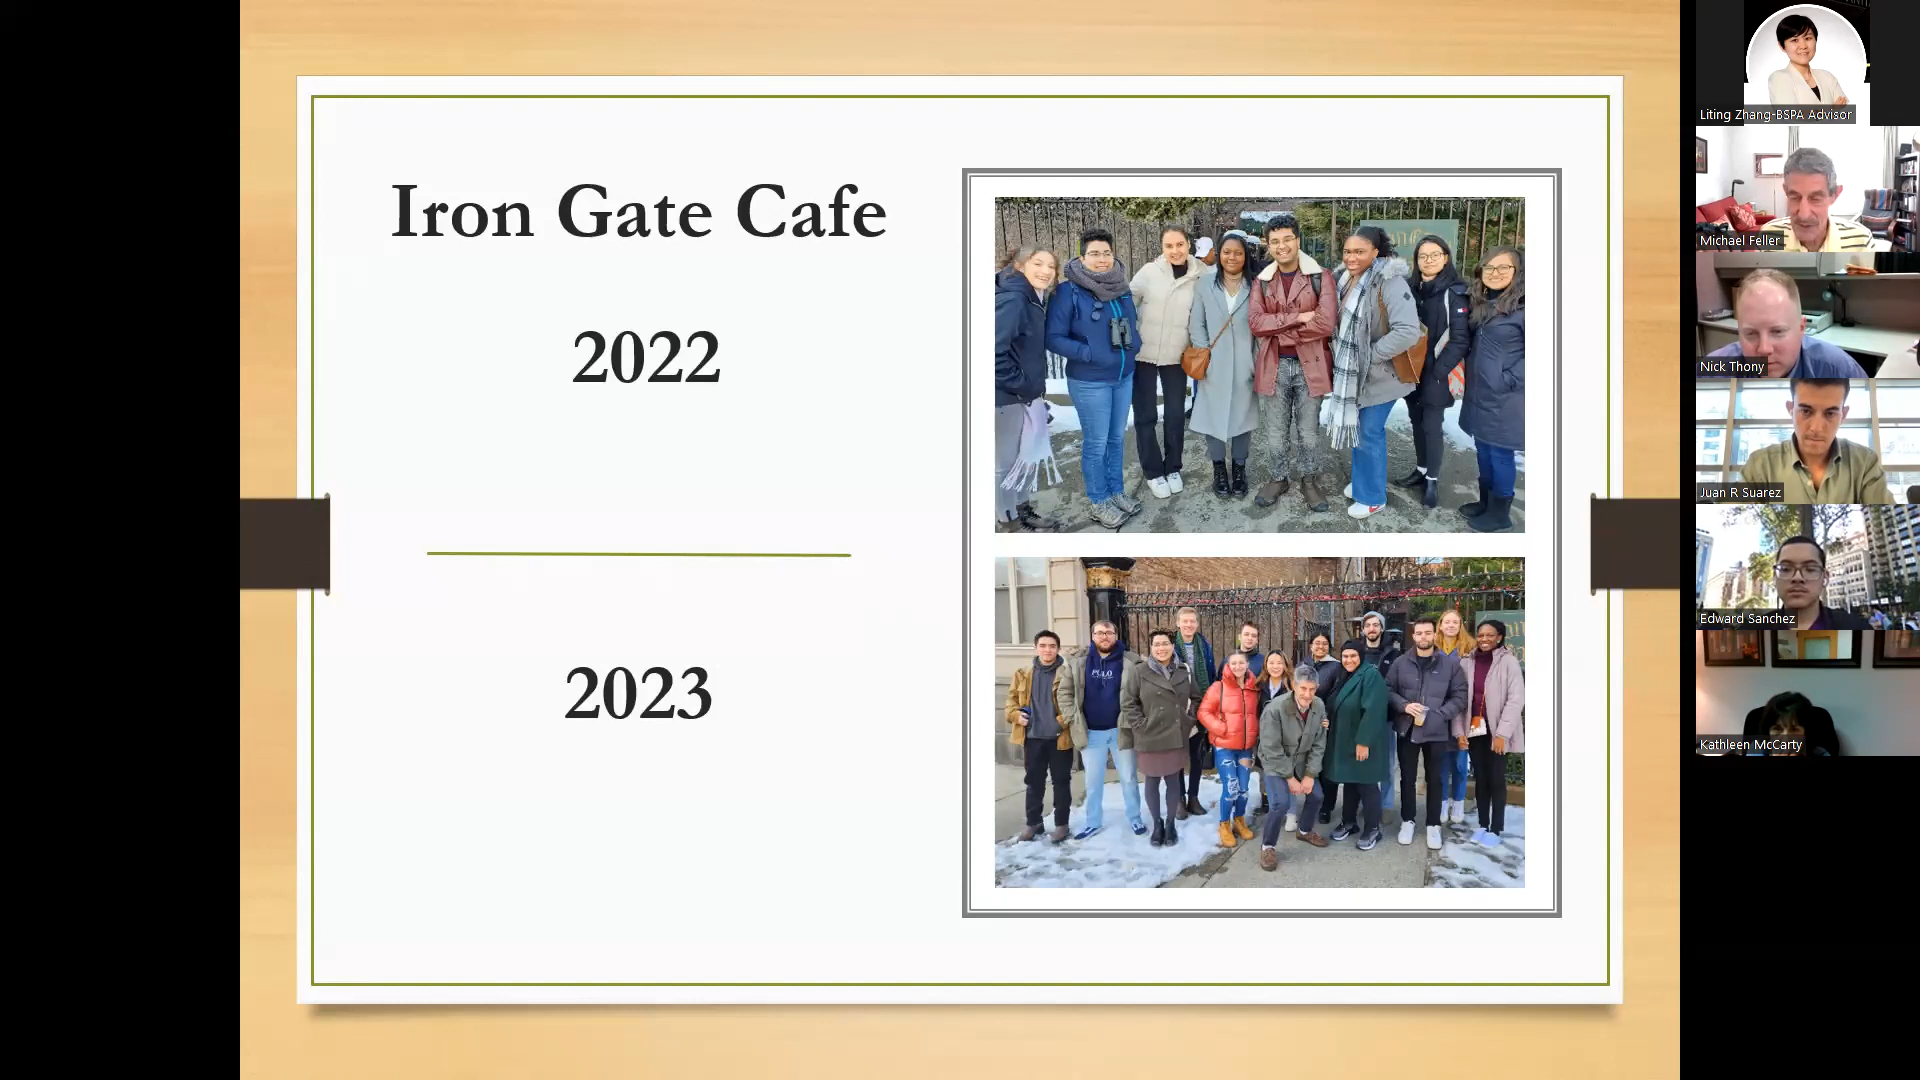 Iron Gate Cafe
2022
2023
POLO
Liting Zhang-BSPA Advisor
Michael Feller
Nick Thony
Juan R Suarez
Edward Sanchez
Kathleen McCarty